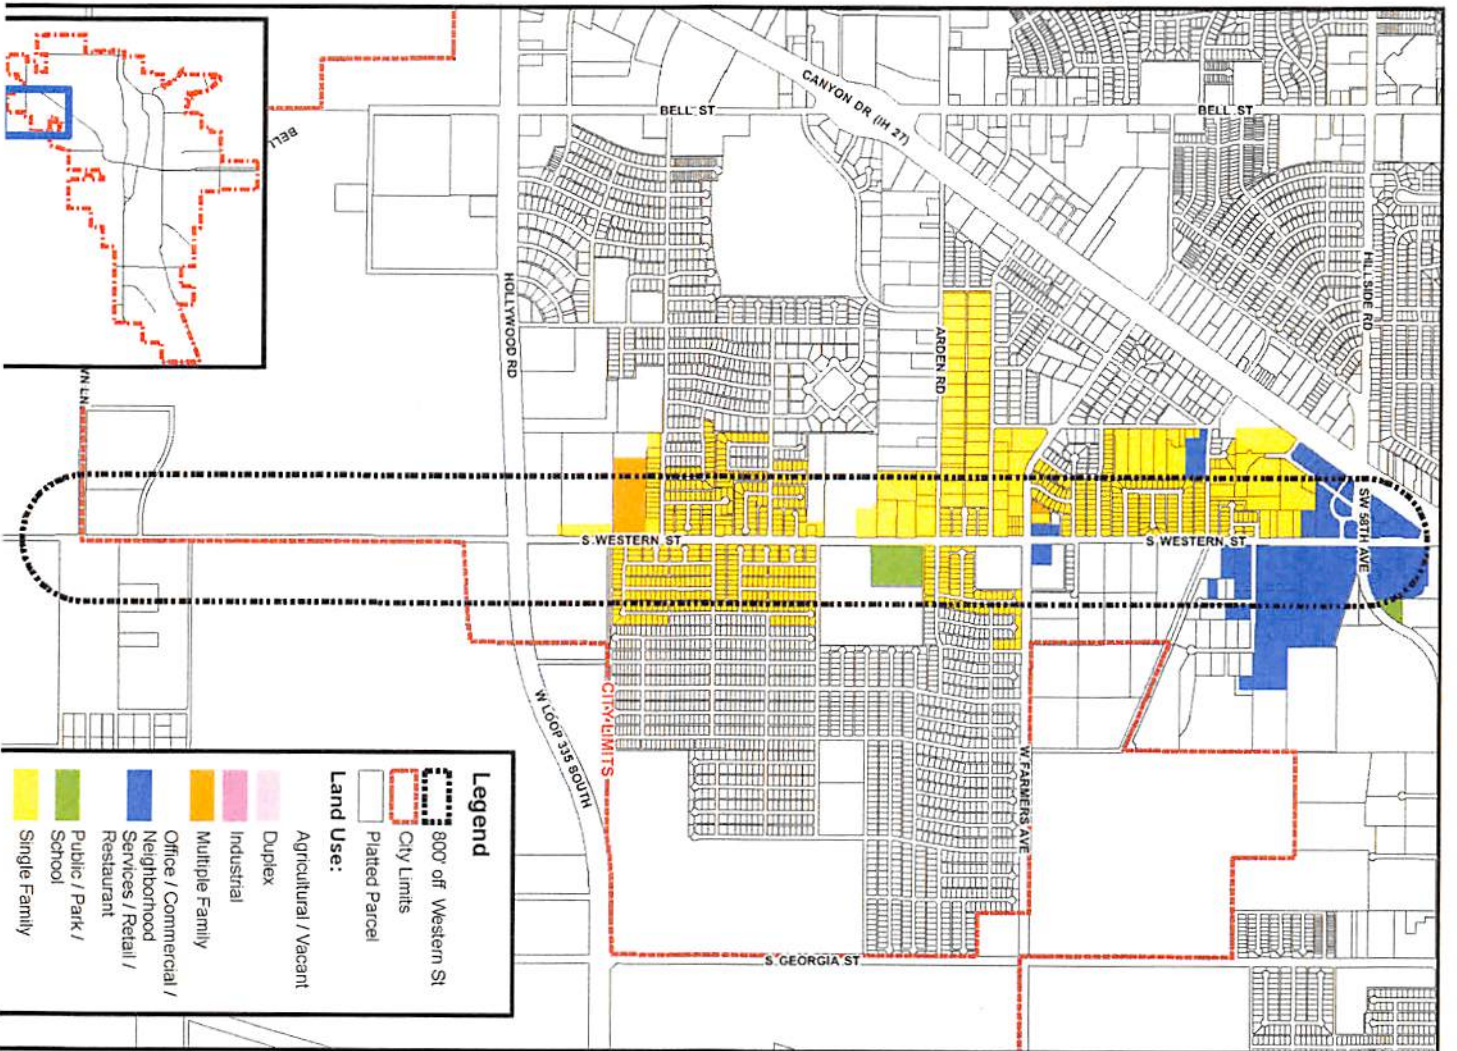 BELL ST
CANYON DR (IH 27)
BELL ST
BELL
HILLSIDE RD
HOLLYWOOD RD
ARDEN RD
WN LN
S WESTERN ST
S WESTERN ST
SW 58TH AVE
CITY LIMITS
W LOOP 335 SOUTH
W FARMERS AVE
S GEORGIA ST
Legend
800' off Western St
City Limits
Platted Parcel
Land Use:
Agricultural / Vacant
Duplex
Industrial
Multiple Family
Office / Commercial /
Neighborhood
Services / Retail /
Restaurant
Public / Park /
School
Single Family